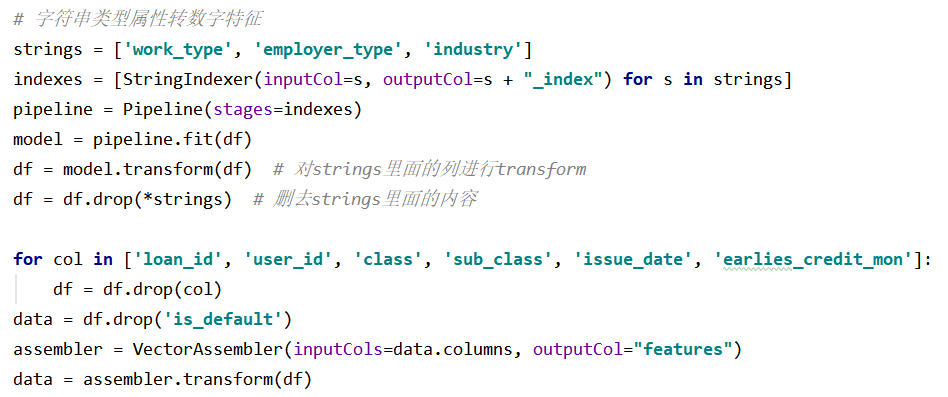 # 字符串类型属性转数字特征
strings = ['work_type', 'employer_type', 'industry']
indexes = [StringIndexer(inputCol=s, outputCol=s + "_index") for s in strings]
pipeline = Pipeline(stages=indexes)
model = pipeline.fit(df)
df = model.transform(df)  # 对strings里面的列进行transform
df = df.drop(*strings)  # 删去strings里面的内容

for col in ['loan_id', 'user_id', 'class', 'sub_class', 'issue_date', 'earlies_credit_mon']:
    df = df.drop(col)
data = df.drop('is_default')
assembler = VectorAssembler(inputCols=data.columns, outputCol="features")
data = assembler.transform(df)